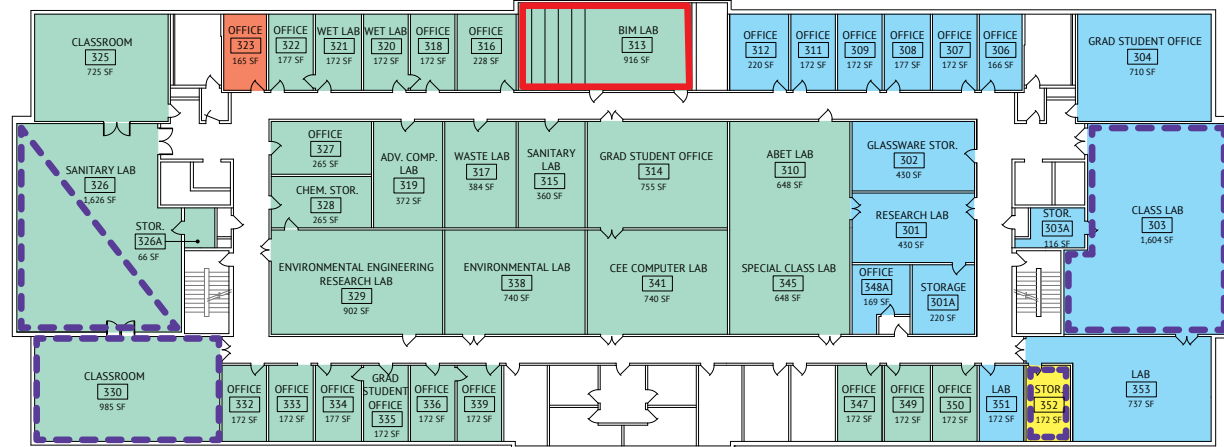 CLASSROOM
325
725 SF
OFFICE
323
165 SF
OFFICE
322
177 SF
WET LAB
321
172 SF
WET LAB
320
172 SF
OFFICE
318
172 SF
OFFICE
316
228 SF
BIM LAB
313
916 SF
OFFICE
312
220 SF
OFFICE
311
172 SF
OFFICE
309
172 SF
OFFICE
308
177 SF
OFFICE
307
172 SF
OFFICE
306
166 SF
GRAD STUDENT OFFICE
304
710 SF
SANITARY LAB
326
1,626 SF
STOR.
326A
66 SF
OFFICE
327
265 SF
CHEM. STOR.
328
265 SF
ADV. COMP.
LAB
319
372 SF
WASTE LAB
317
384 SF
SANITARY
LAB
315
360 SF
GRAD STUDENT OFFICE
314
755 SF
ABET LAB
310
648 SF
GLASSWARE STOR.
302
430 SF
RESEARCH LAB
301
430 SF
STOR.
303A
116 SF
CLASS LAB
303
1,604 SF
ENVIRONMENTAL ENGINEERING
RESEARCH LAB
329
902 SF
ENVIRONMENTAL LAB
338
740 SF
CEE COMPUTER LAB
341
740 SF
SPECIAL CLASS LAB
345
648 SF
OFFICE
348A
169 SF
STORAGE
301A
220 SF
CLASSROOM
330
985 SF
OFFICE
332
172 SF
OFFICE
333
172 SF
OFFICE
334
177 SF
GRAD
STUDENT
OFFICE
335
172 SF
OFFICE
336
172 SF
OFFICE
339
172 SF
OFFICE
347
172 SF
OFFICE
349
172 SF
OFFICE
350
172 SF
LAB
351
172 SF
STOR.
352
172 SF
LAB
353
737 SF